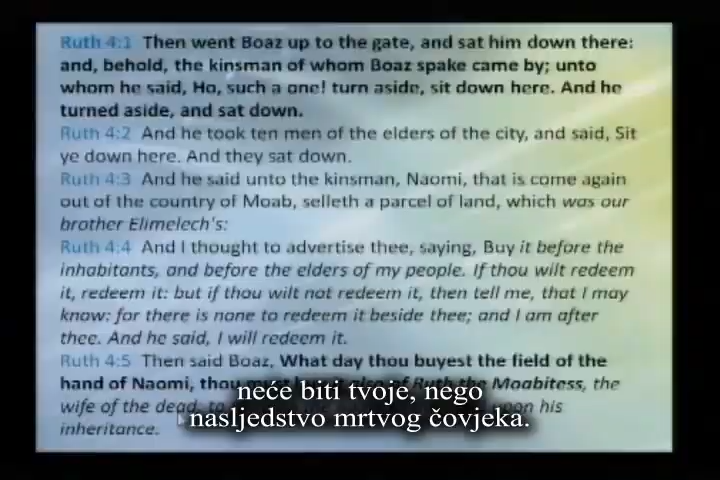 Ruth 4:1 Then went Boaz up to the gate, and sat him down there:
and, behold, the kinsman of whom Boaz spake came by; unto
whom he said, Ho, such a one! turn aside, sit down here. And he
turned aside, and sat down.
Ruth 4:2 And he took ten men of the elders of the city, and said, Sit
ye down here. And they sat down.
Ruth 4:3 And he said unto the kinsman, Naomi, that is come again
out of the country of Moab, selleth a parcel of land, which was our
brother Elimelech's:
Ruth 4:4 And I thought to advertise thee, saying, Buy it before the
inhabitants, and before the elders of my people. If thou wilt redeem
it, redeem it: but if thou wilt not redeem it, then tell me, that I may
know: for there is none to redeem it beside thee; and I am after
thee. And he said, I will redeem it.
Ruth 4:5 Then said Boaz, What day thou buyest the field of the
hand of Naomi, thou Ruth the Moabitess, the
wife of the dead, upon his
inheritance.
neće biti tvoje, nego
nasljedstvo mrtvog čovjeka.